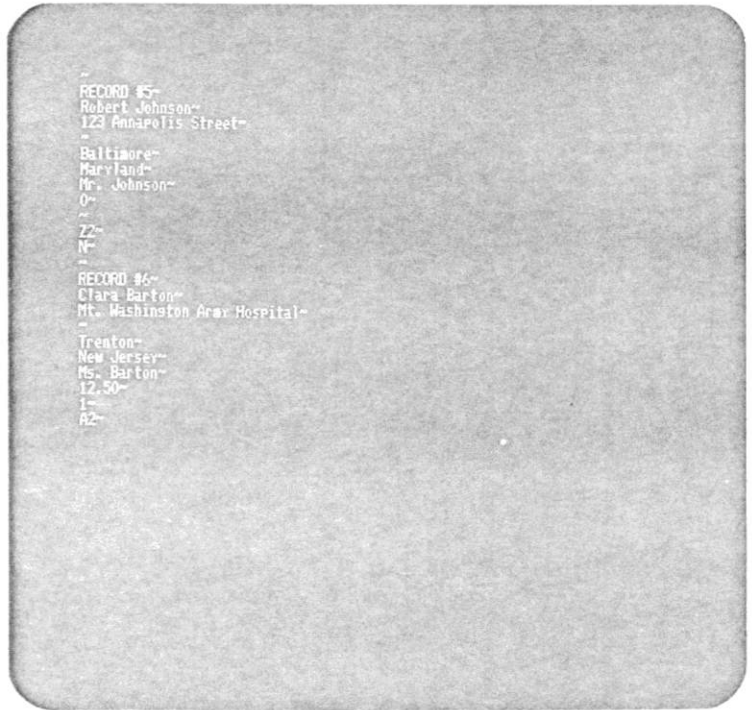 ~
RECORD #5~
Robert Johnson~
123 Annapolis Street~
~
Baltimore~
Maryland~
Mr. Johnson~
0~
~
Z2~
N~
~
RECORD #6~
Clara Barton~
Mt. Washington Army Hospital~
~
Trenton~
New Jersey~
Ms. Barton~
12.50~
1~
A2~